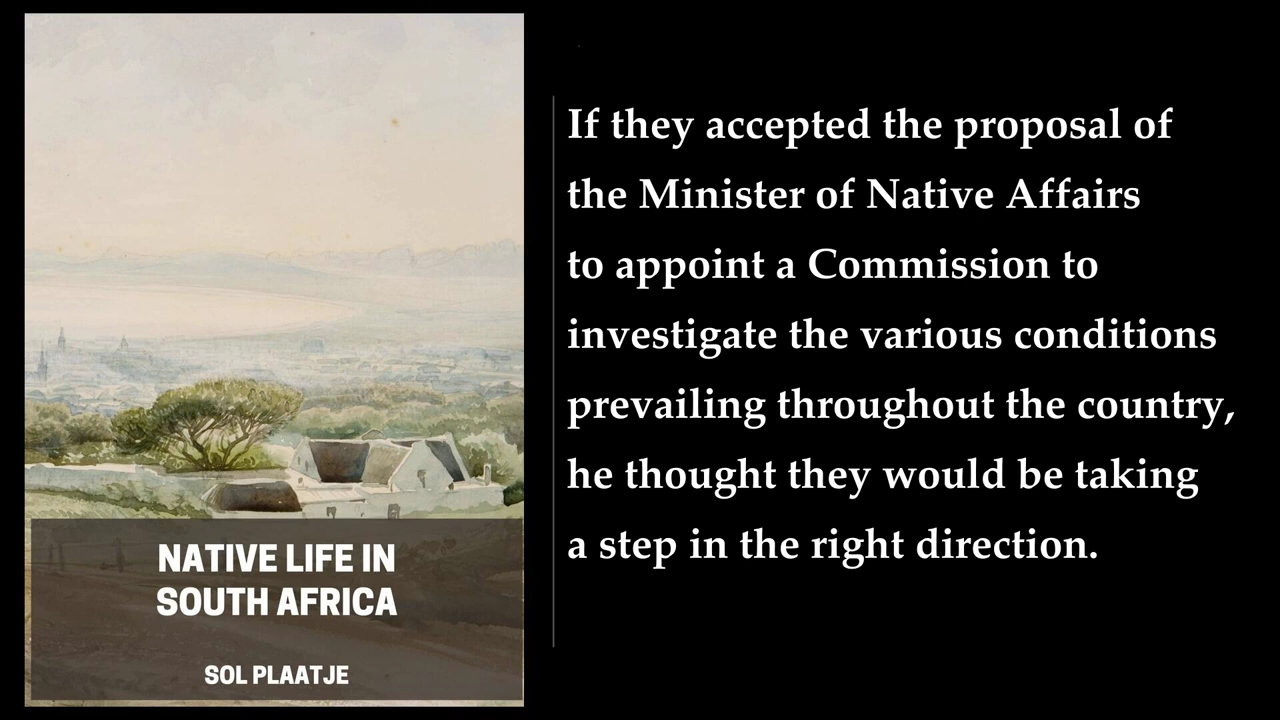 NATIVE LIFE IN
SOUTH AFRICA
SOL PLAATJE
If they accepted the proposal of
the Minister of Native Affairs
to appoint a Commission to
investigate the various conditions
prevailing throughout the country,
he thought they would be taking
a step in the right direction.